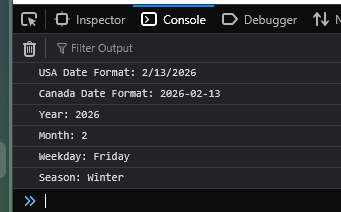 Inspector Console Debugger
Filter Output
USA Date Format: 2/13/2026
Canada Date Format: 2026-02-13
Year: 2026
Month: 2
Weekday: Friday
Season: Winter